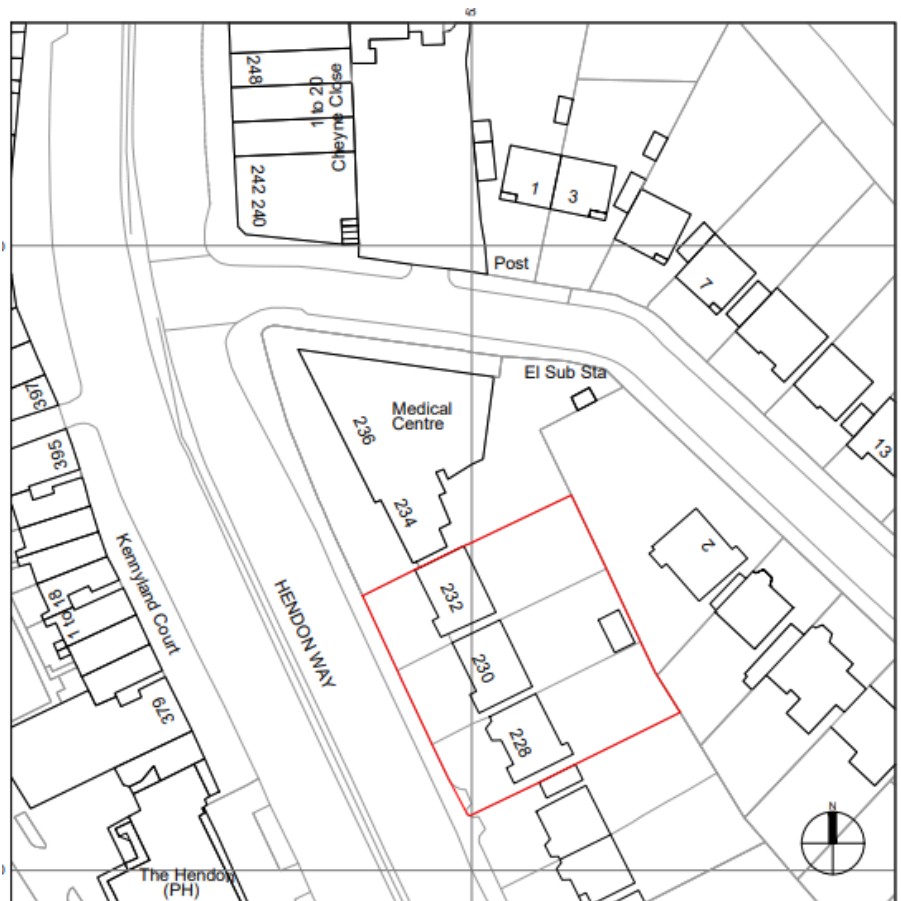 248
1 to 20
Cheyne Close
242 240
1
3
Post
7
El Sub Sta
Medical
Centre
236
397
13
395
234
2
Kennyland Court
1 to 18
HENDON WAY
232
230
379
228
N
The Hendon
(PH)